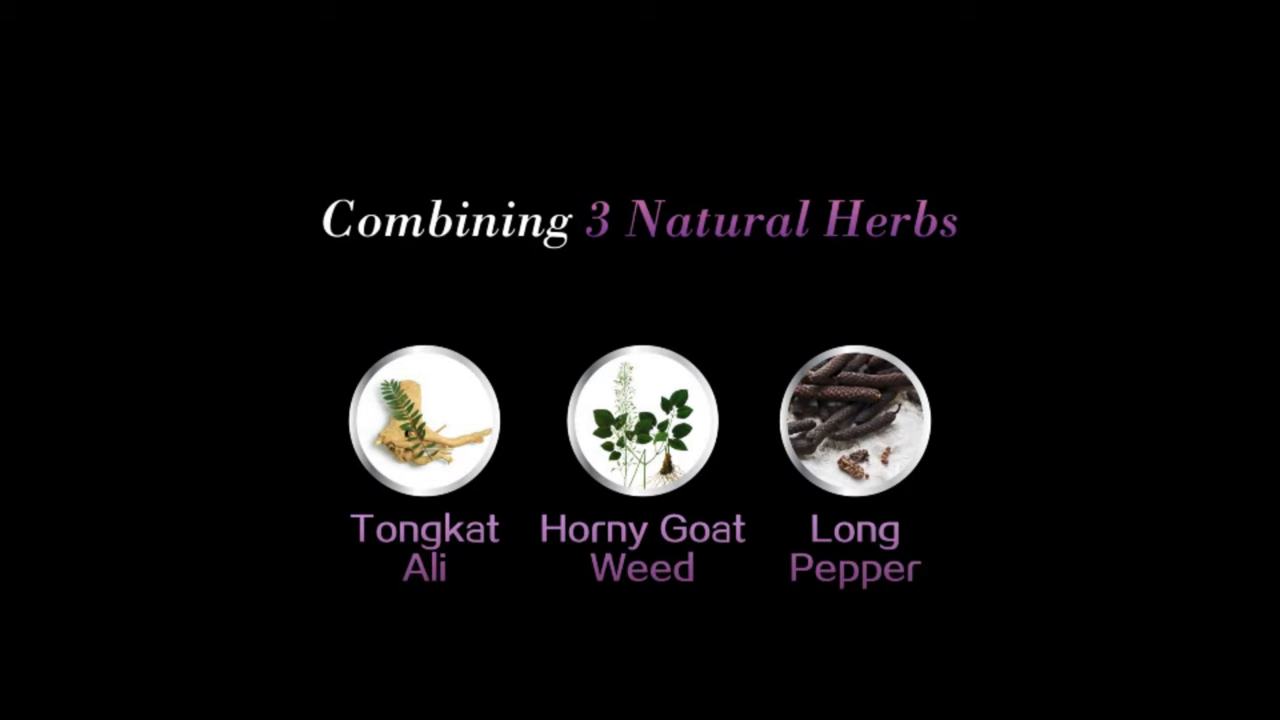 Combining 3 Natural Herbs
Tongkat
Ali
Horny Goat
Weed
Long
Pepper